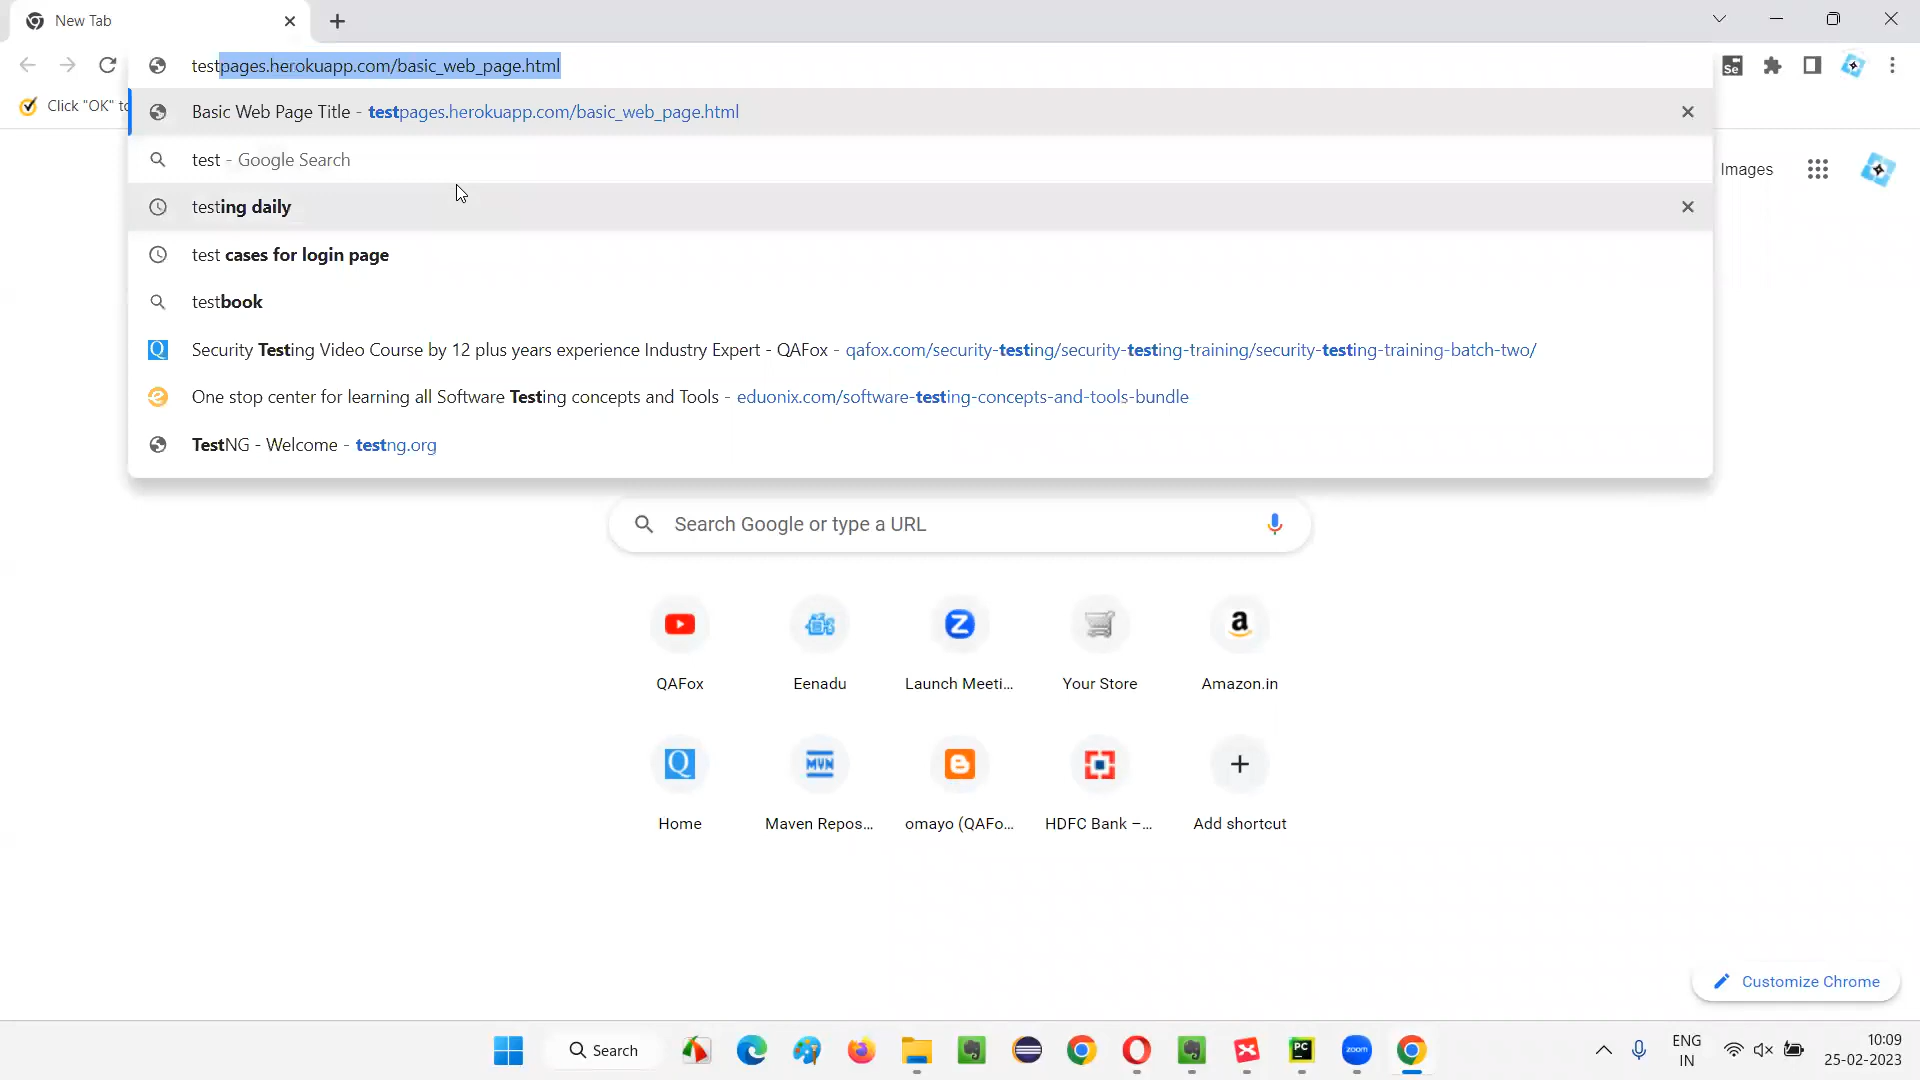 New Tab
testpages.herokuapp.com/basic_web_page.html
Se
Click "OK" to
Basic Web Page Title - testpages.herokuapp.com/basic_web_page.html
test - Google Search
Images
testing daily
test cases for login page
testbook
Q Security Testing Video Course by 12 plus years experience Industry Expert - QAFox - qafox.com/security-testing/security-testing-training/security-testing-training-batch-two/
e One stop center for learning all Software Testing concepts and Tools - eduonix.com/software-testing-concepts-and-tools-bundle
TestNG - Welcome - testng.org
Search Google or type a URL
Z a
QAFox Eenadu Launch Meeti... Your Store Amazon.in
Q MVN B
Home Maven Repos... omayo (QAFo... HDFC Bank –... Add shortcut
Customize Chrome
Search PC zoom ENG 10:09
IN 25-02-2023